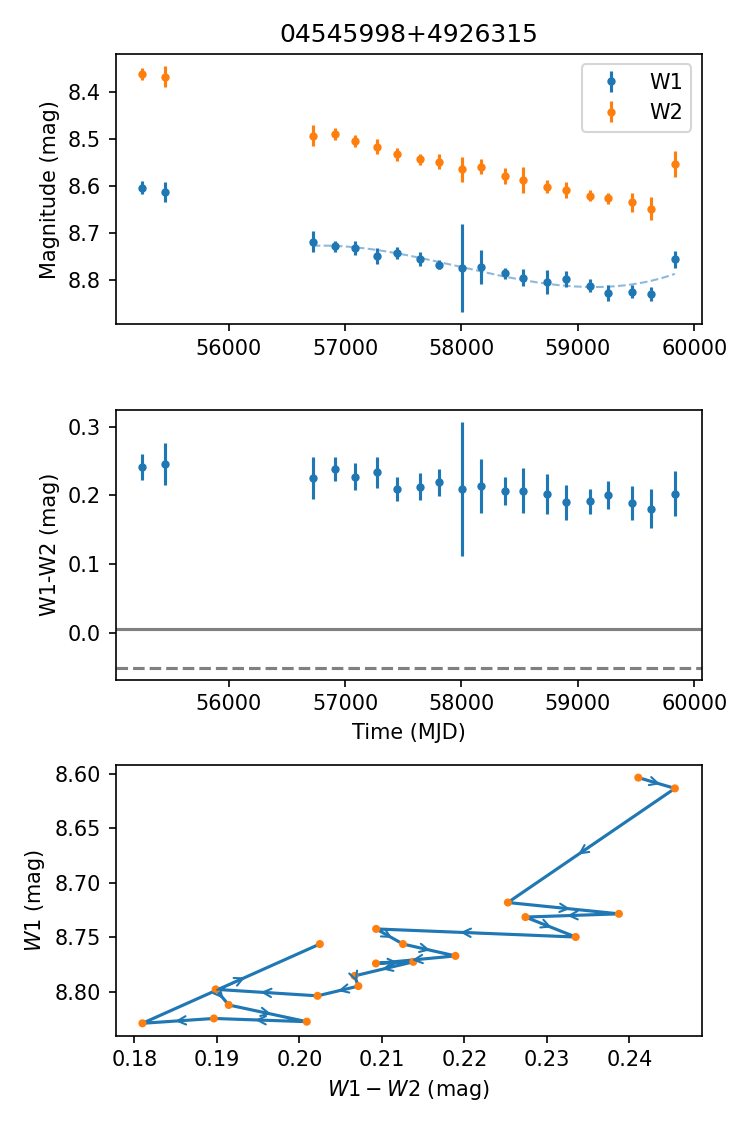 04545998+4926315
Magnitude (mag)
8.4
8.5
8.6
8.7
8.8
W1
W2
56000 57000 58000 59000 60000
W1-W2 (mag)
0.3
0.2
0.1
0.0
56000 57000 58000 59000 60000
Time (MJD)
W1 (mag)
8.60
8.65
8.70
8.75
8.80
0.18 0.19 0.20 0.21 0.22 0.23 0.24
W1 − W2 (mag)